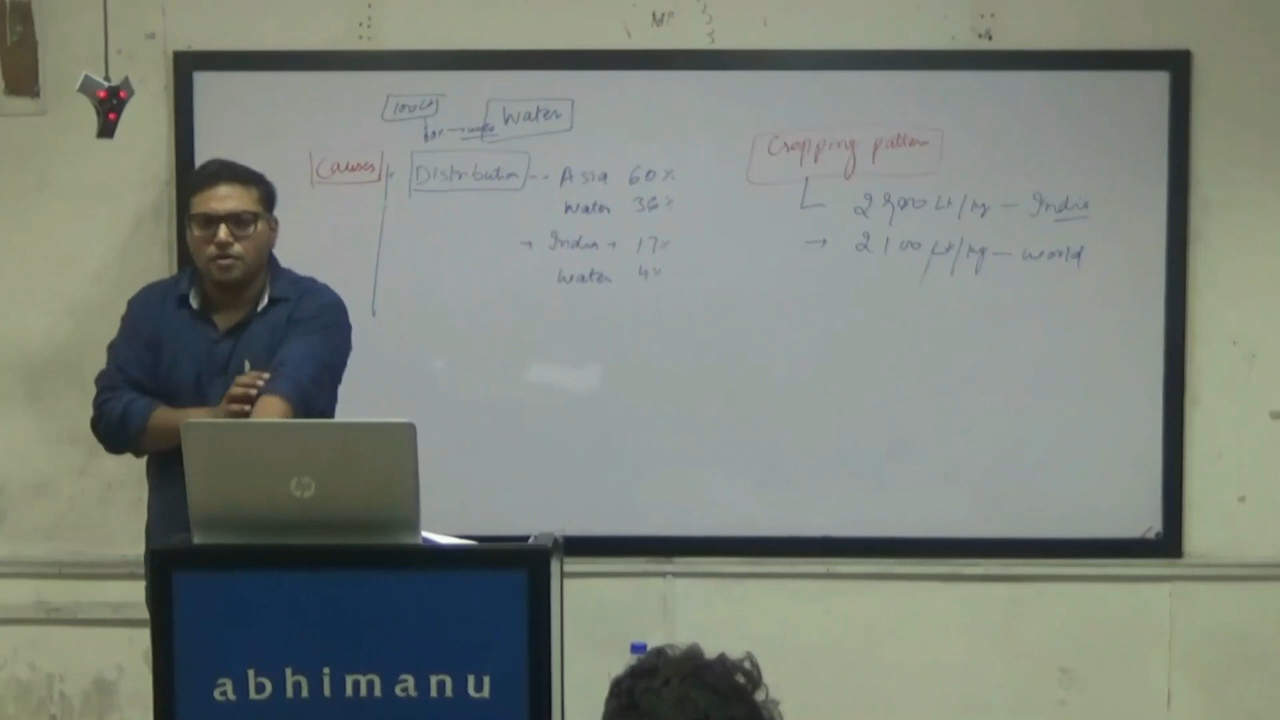 Water
Causes
Distribution -- Asia 60%
Water 36%
→ India → 17%
Water 4%
Cropping pattern
lt/kg — India
→ 2100 lt/kg — world
hp
abhimanu